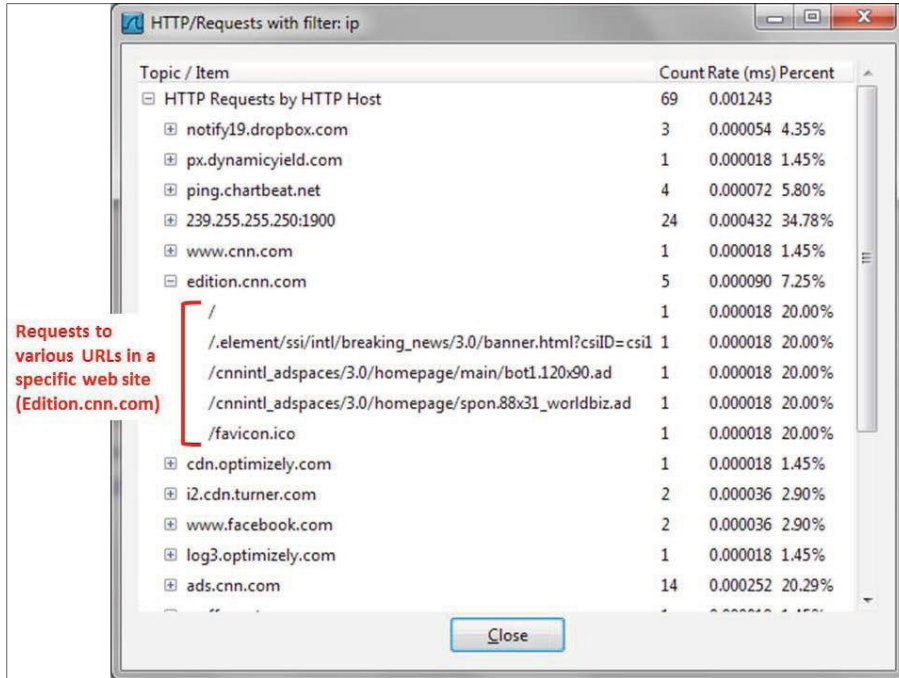 HTTP/Requests with filter: ip
Topic / Item Count Rate (ms) Percent
HTTP Requests by HTTP Host 69 0.001243
notify19.dropbox.com 3 0.000054 4.35%
px.dynamicyield.com 1 0.000018 1.45%
ping.chartbeat.net 4 0.000072 5.80%
239.255.255.250:1900 24 0.000432 34.78%
www.cnn.com 1 0.000018 1.45%
edition.cnn.com 5 0.000090 7.25%
/ 1 0.000018 20.00%
/.element/ssi/intl/breaking_news/3.0/banner.html?csiID=csi1 1 0.000018 20.00%
/cnnintl_adspaces/3.0/homepage/main/bot1.120x90.ad 1 0.000018 20.00%
/cnnintl_adspaces/3.0/homepage/spon.88x31_worldbiz.ad 1 0.000018 20.00%
/favicon.ico 1 0.000018 20.00%
Requests to
various URLs in a
specific web site
(Edition.cnn.com)
cdn.optimizely.com 1 0.000018 1.45%
i2.cdn.turner.com 2 0.000036 2.90%
www.facebook.com 2 0.000036 2.90%
log3.optimizely.com 1 0.000018 1.45%
ads.cnn.com 14 0.000252 20.29%
Close